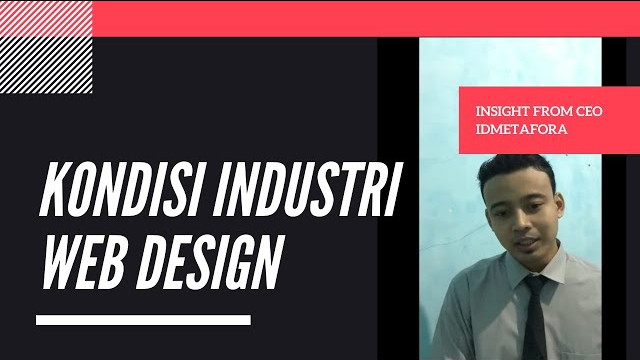 INSIGHT FROM CEO
IDMETAFORA
KONDISI INDUSTRI
WEB DESIGN